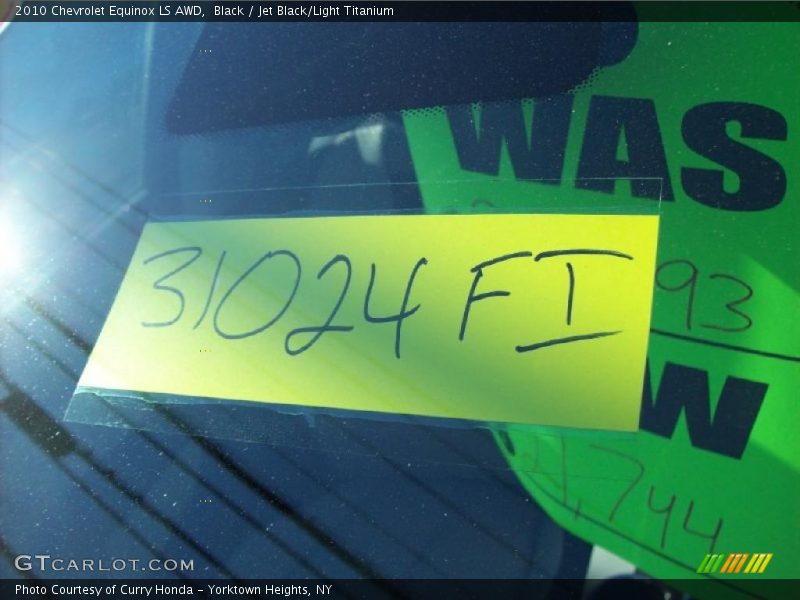 2010 Chevrolet Equinox LS AWD, Black / Jet Black/Light Titanium
WAS
31024 FI
93
W
,744
GTCARLOT.COM
Photo Courtesy of Curry Honda - Yorktown Heights, NY